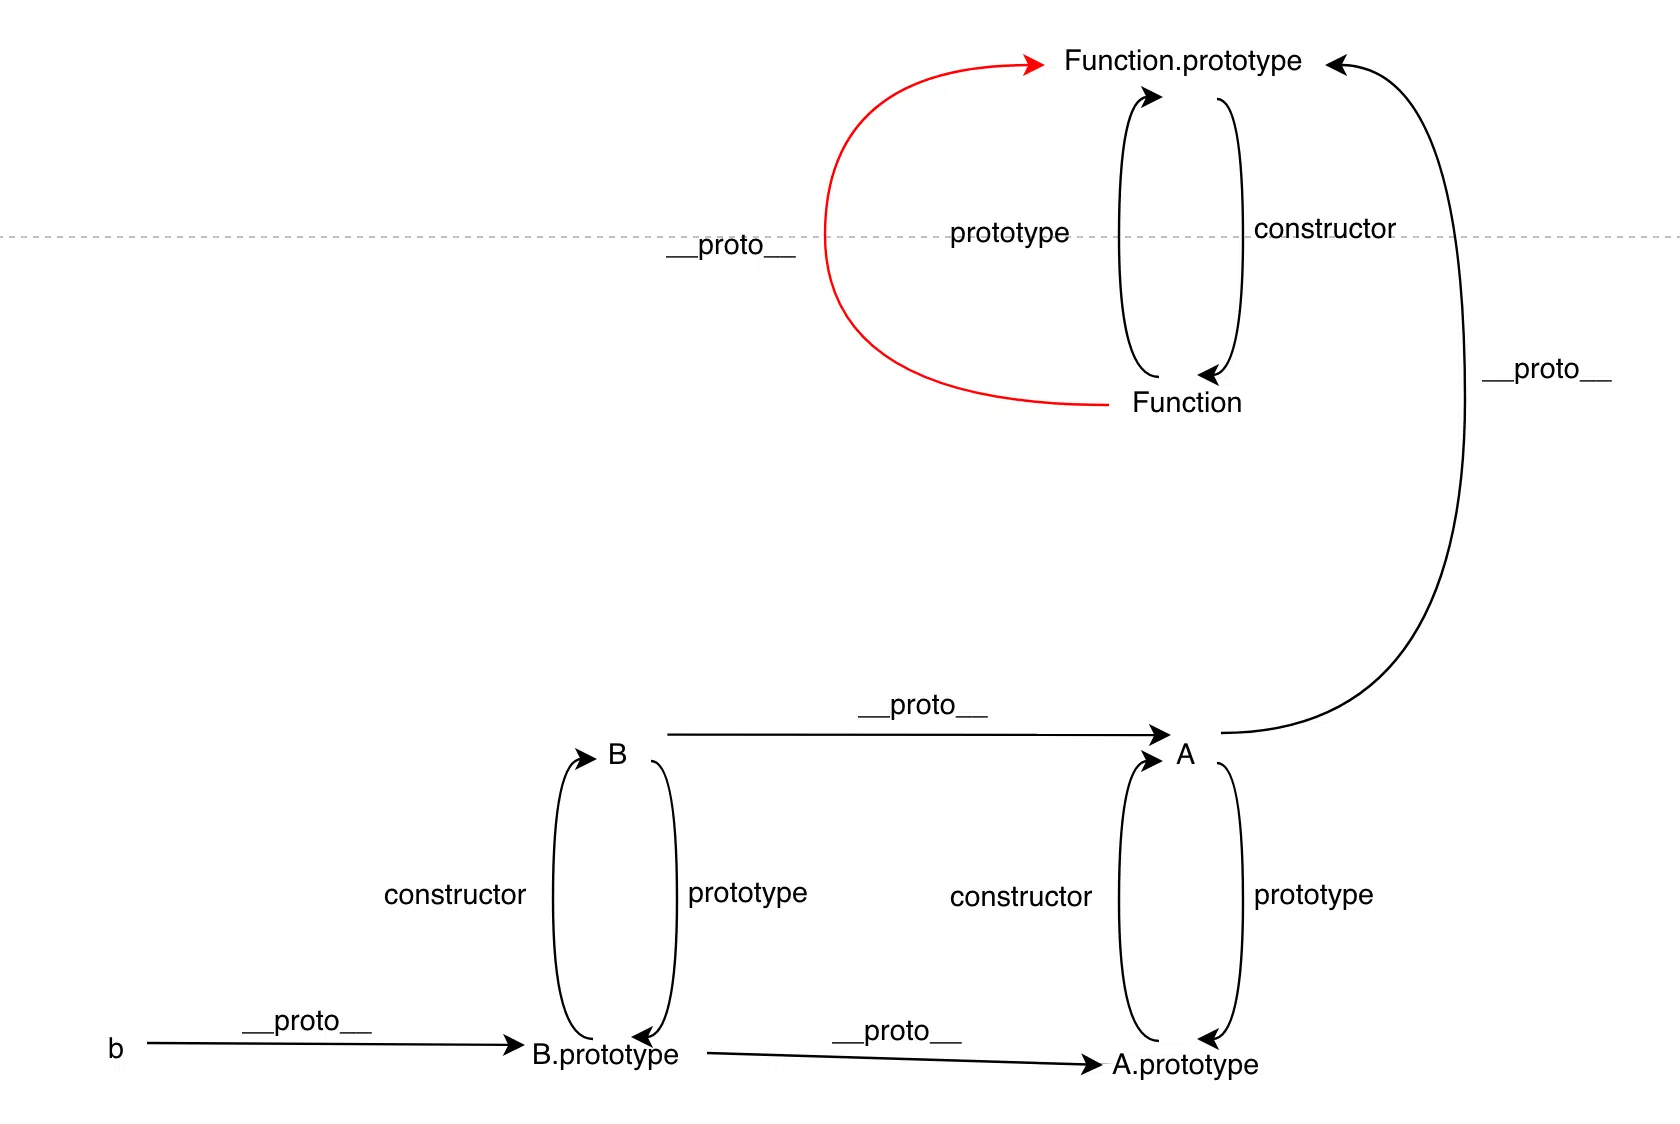 Function.prototype
__proto__
prototype
constructor
__proto__
Function
__proto__
B
A
constructor
prototype
constructor
prototype
__proto__
__proto__
b
B.prototype
A.prototype